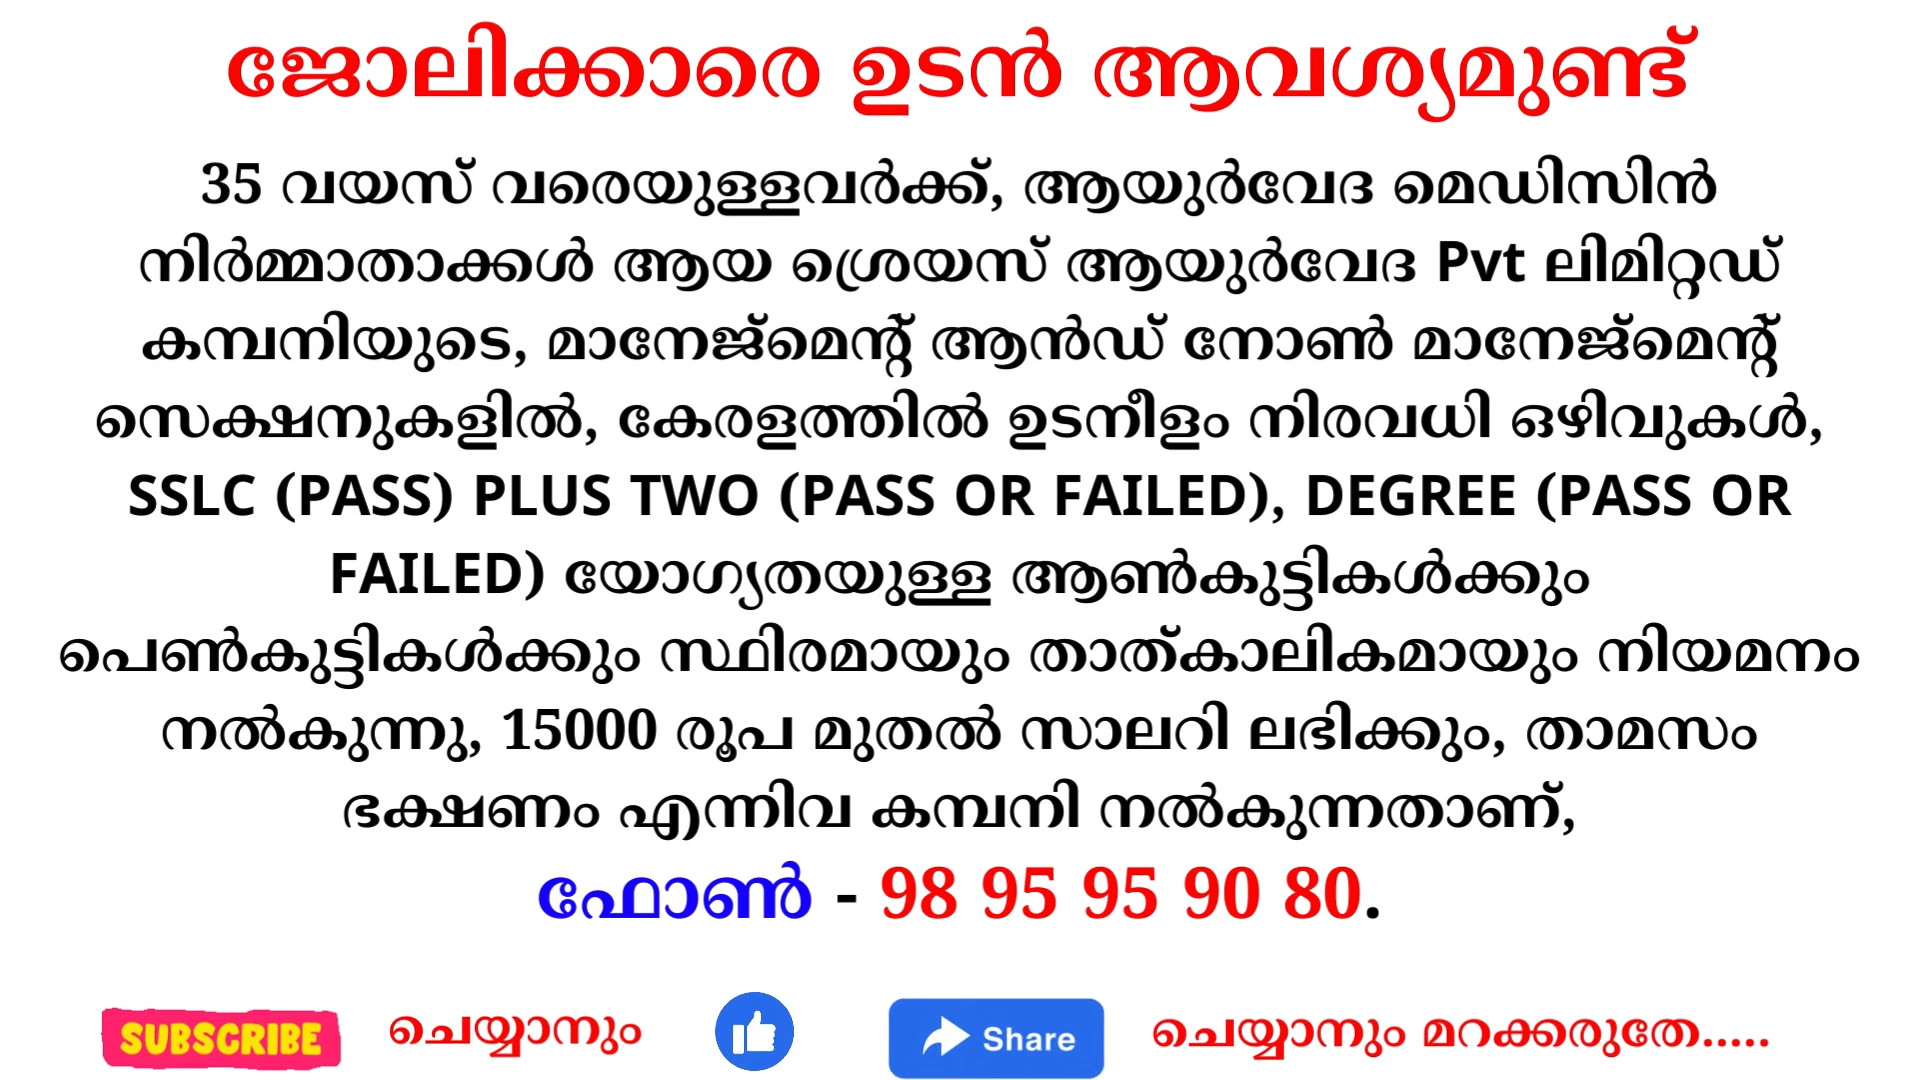 ജോലിക്കാരെ ഉടൻ ആവശ്യമുണ്ട്
35 വയസ് വരെയുള്ളവർക്ക്, ആയുർവേദ മെഡിസിൻ
നിർമ്മാതാക്കൾ ആയ ശ്രെയസ് ആയുർവേദ Pvt ലിമിറ്റഡ്
കമ്പനിയുടെ, മാനേജ്മെന്റ് ആൻഡ് നോൺ മാനേജ്മെന്റ്
സെക്ഷനുകളിൽ, കേരളത്തിൽ ഉടനീളം നിരവധി ഒഴിവുകൾ,
SSLC (PASS) PLUS TWO (PASS OR FAILED), DEGREE (PASS OR
FAILED) യോഗ്യതയുള്ള ആൺകുട്ടികൾക്കും
പെൺകുട്ടികൾക്കും സ്ഥിരമായും താത്കാലികമായും നിയമനം
നൽകുന്നു, 15000 രൂപ മുതൽ സാലറി ലഭിക്കും, താമസം
ഭക്ഷണം എന്നിവ കമ്പനി നൽകുന്നതാണ്,
ഫോൺ - 98 95 95 90 80.
SUBSCRIBE ചെയ്യാനും Share ചെയ്യാനും മറക്കരുതേ.....